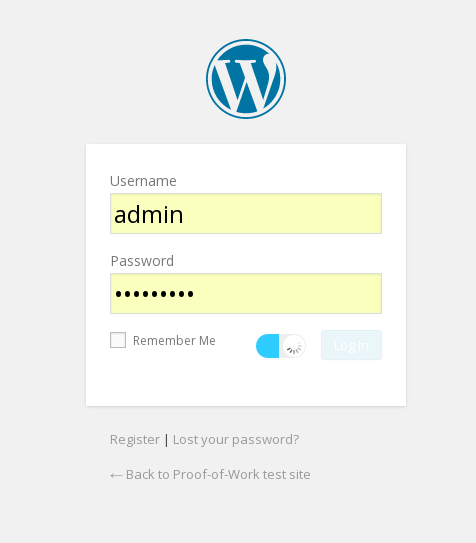 Username
admin
Password
•••••••••
Remember Me
Log In
Register | Lost your password?
← Back to Proof-of-Work test site